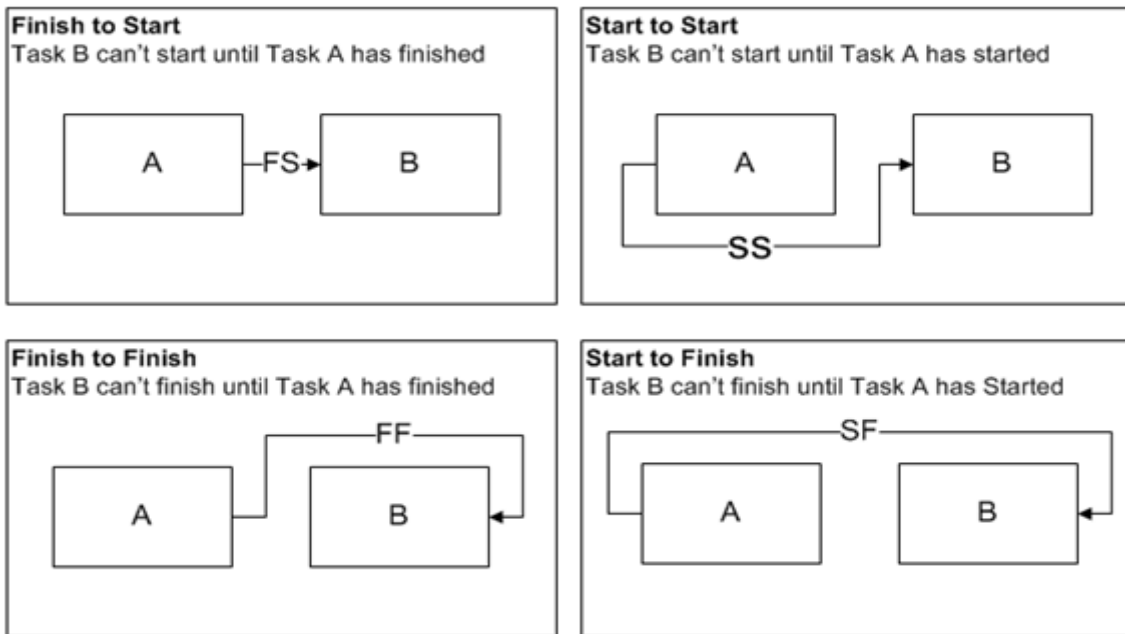 Finish to Start
Task B can't start until Task A has finished
A
FS
B
Start to Start
Task B can't start until Task A has started
A
B
SS
Finish to Finish
Task B can't finish until Task A has finished
FF
A
B
Start to Finish
Task B can't finish until Task A has Started
SF
A
B